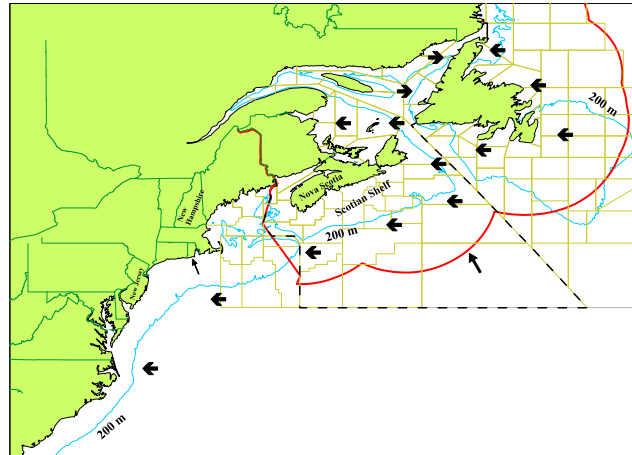 200 m
Nova Scotia
Scotian Shelf
New
Hampshire
200 m
New Jersey
200 m